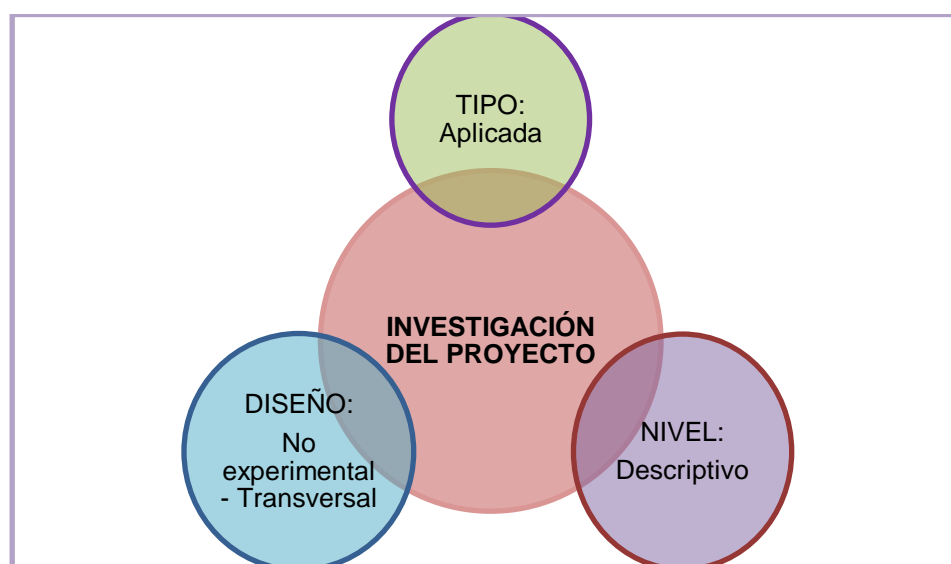 TIPO:
Aplicada
INVESTIGACIÓN
DEL PROYECTO
DISEÑO:
No
experimental
- Transversal
NIVEL:
Descriptivo